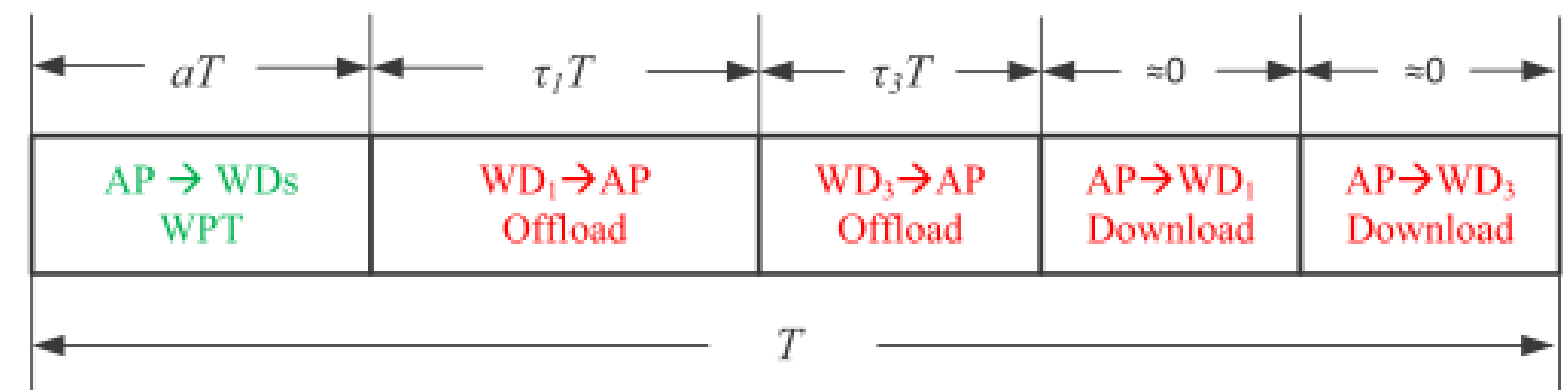 aT τ₁T τ₃T ≈0 ≈0
AP → WDs WD₁→AP WD₃→AP AP→WD₁ AP→WD₃
WPT Offload Offload Download Download
T